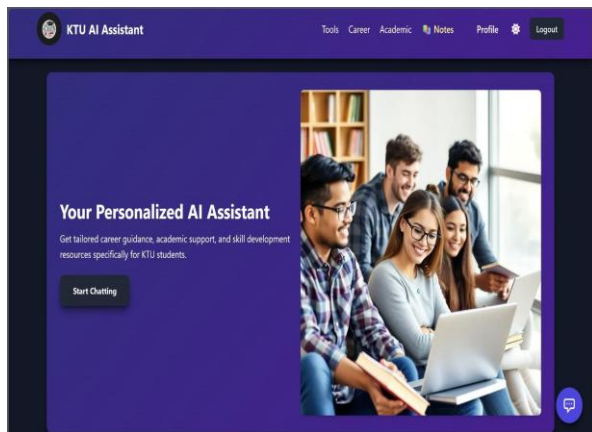 KTU AI Assistant
Tools Career Academic Notes Profile Logout
Your Personalized AI Assistant
Get tailored career guidance, academic support, and skill development
resources specifically for KTU students.
Start Chatting